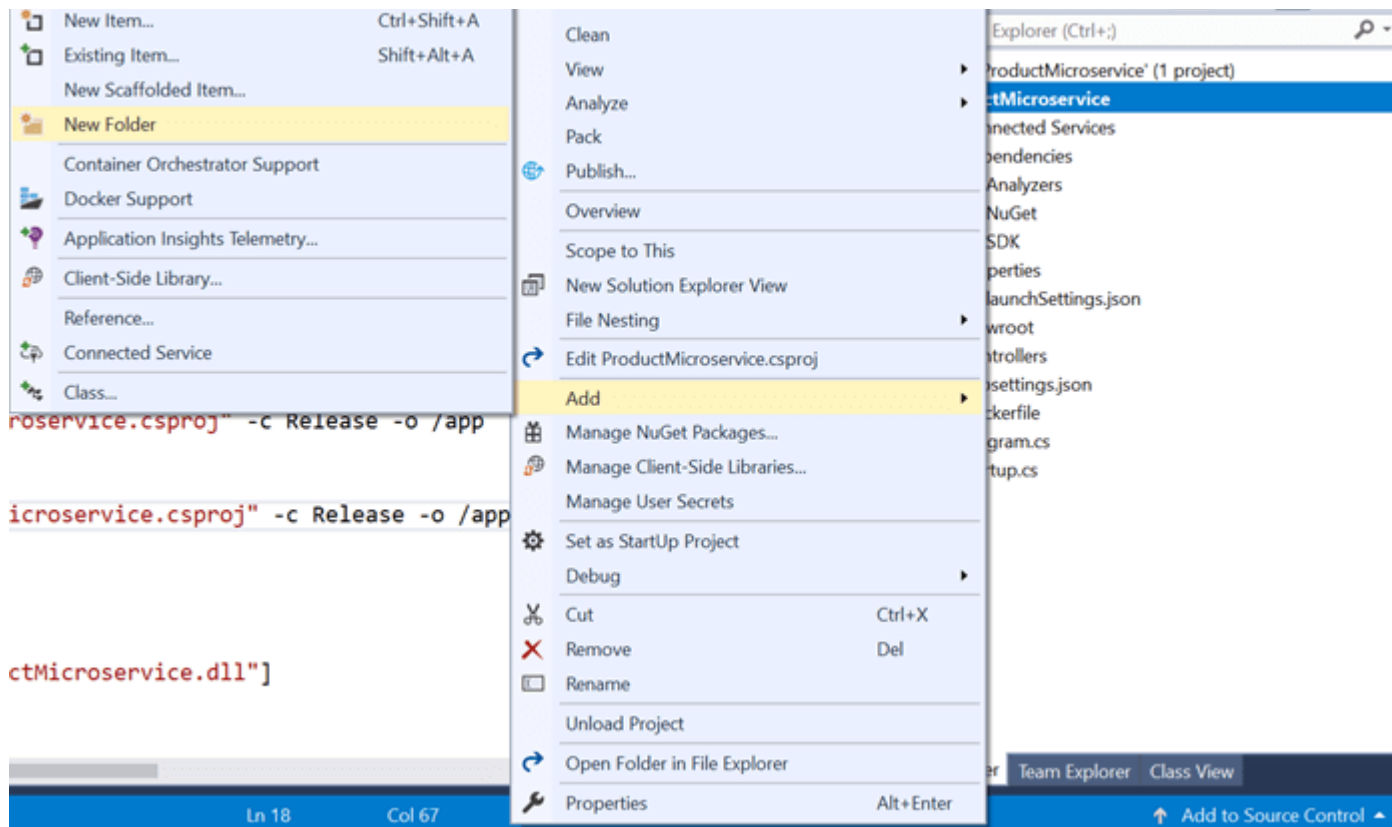 New Item... Ctrl+Shift+A
Existing Item... Shift+Alt+A
New Scaffolded Item...
New Folder
Container Orchestrator Support
Docker Support
Application Insights Telemetry...
Client-Side Library...
Reference...
Connected Service
Class...
roservice.csproj" -c Release -o /app
icroservice.csproj" -c Release -o /app
ctMicroservice.dll"]
Ln 18 Col 67
Clean
View
Analyze
Pack
Publish...
Overview
Scope to This
New Solution Explorer View
File Nesting
Edit ProductMicroservice.csproj
Add
Manage NuGet Packages...
Manage Client-Side Libraries...
Manage User Secrets
Set as StartUp Project
Debug
Cut Ctrl+X
Remove Del
Rename
Unload Project
Open Folder in File Explorer
Properties Alt+Enter
Explorer (Ctrl+;)
ProductMicroservice' (1 project)
ctMicroservice
nnected Services
pendencies
Analyzers
NuGet
SDK
perties
launchSettings.json
wroot
ntrollers
psettings.json
ckerfile
gram.cs
rtup.cs
er Team Explorer Class View
Add to Source Control